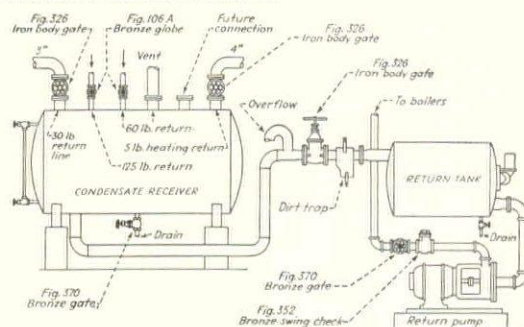 Fig. 326
Iron body gate
Fig. 106 A
Bronze globe
Future
connection
Fig. 326
Iron body gate
3"
Vent
4"
Fig. 326
Iron body gate
To boilers
Overflow
30 lb.
return
line
60 lb. return
5 lb. heating return
125 lb. return
CONDENSATE RECEIVER
RETURN TANK
Dirt trap
Drain
Drain
Fig. 370
Bronze gate
Fig. 370
Bronze gate
Fig. 352
Bronze swing check
Return pump